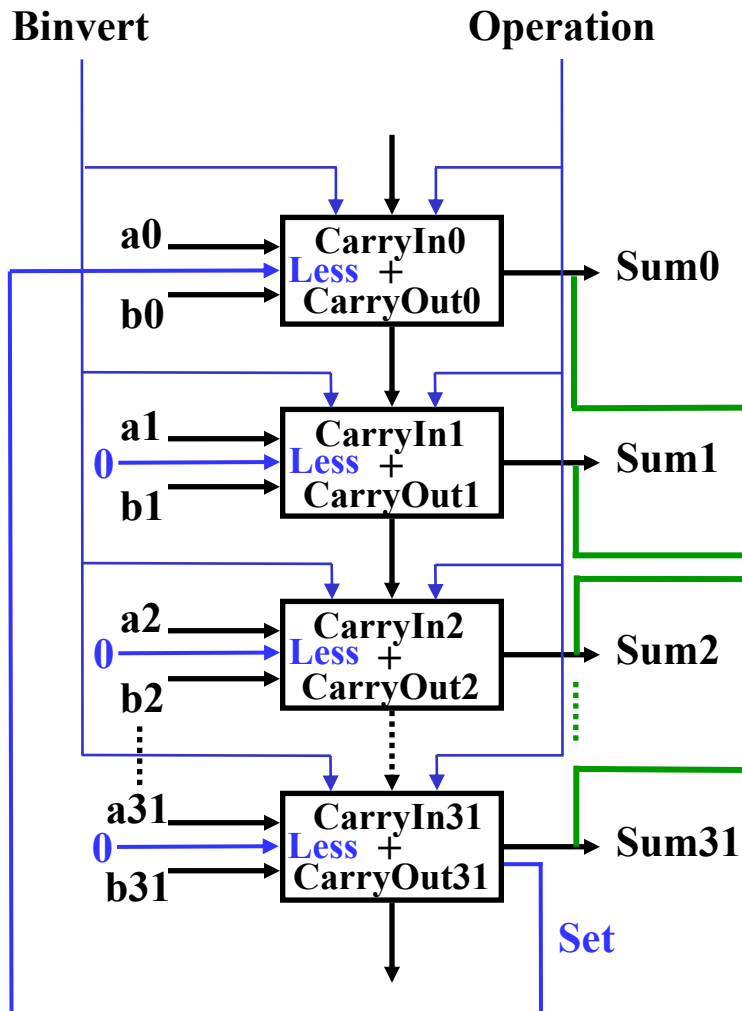 Binvert Operation
a0 CarryIn0
Less + Sum0
b0 CarryOut0
a1 CarryIn1
0 Less + Sum1
b1 CarryOut1
a2 CarryIn2
0 Less + Sum2
b2 CarryOut2
a31 CarryIn31
0 Less + Sum31
b31 CarryOut31
Set